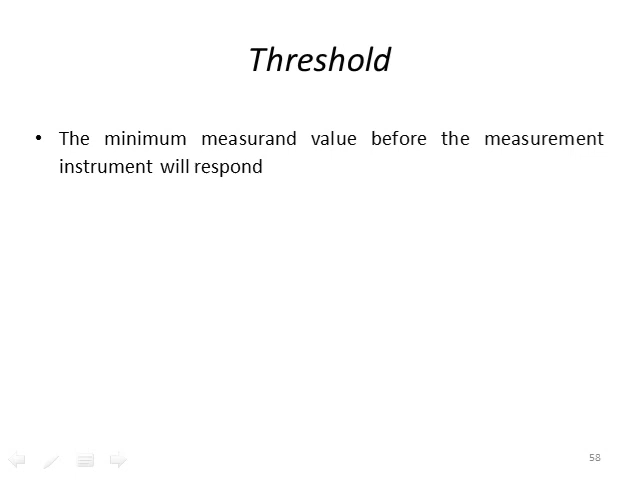 Threshold
• The minimum measurand value before the measurement
instrument will respond
58